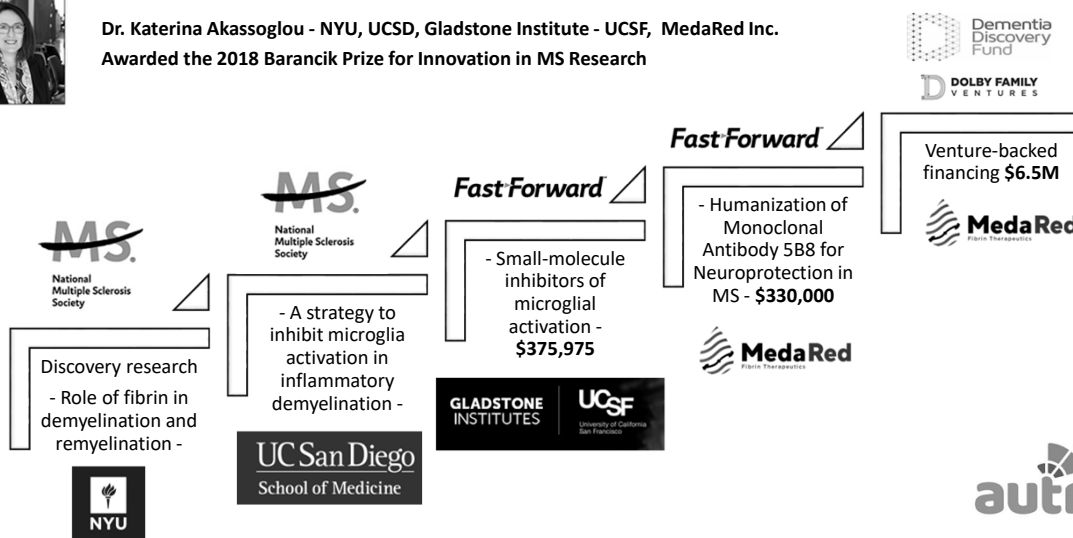 Dr. Katerina Akassoglou - NYU, UCSD, Gladstone Institute - UCSF, MedaRed Inc.
Awarded the 2018 Barancik Prize for Innovation in MS Research
Dementia
Discovery
Fund
DOLBY FAMILY
VENTURES
MS.
National
Multiple Sclerosis
Society
Discovery research
- Role of fibrin in
demyelination and
remyelination -
NYU
MS.
National
Multiple Sclerosis
Society
- A strategy to
inhibit microglia
activation in
inflammatory
demyelination -
UC San Diego
School of Medicine
Fast Forward
- Small-molecule
inhibitors of
microglial
activation -
$375,975
GLADSTONE
INSTITUTES
UCSF
University of California
San Francisco
Fast Forward
- Humanization of
Monoclonal
Antibody 5B8 for
Neuroprotection in
MS - $330,000
MedaRed
Fibrin Therapeutics
Venture-backed
financing $6.5M
MedaRed
Fibrin Therapeutics